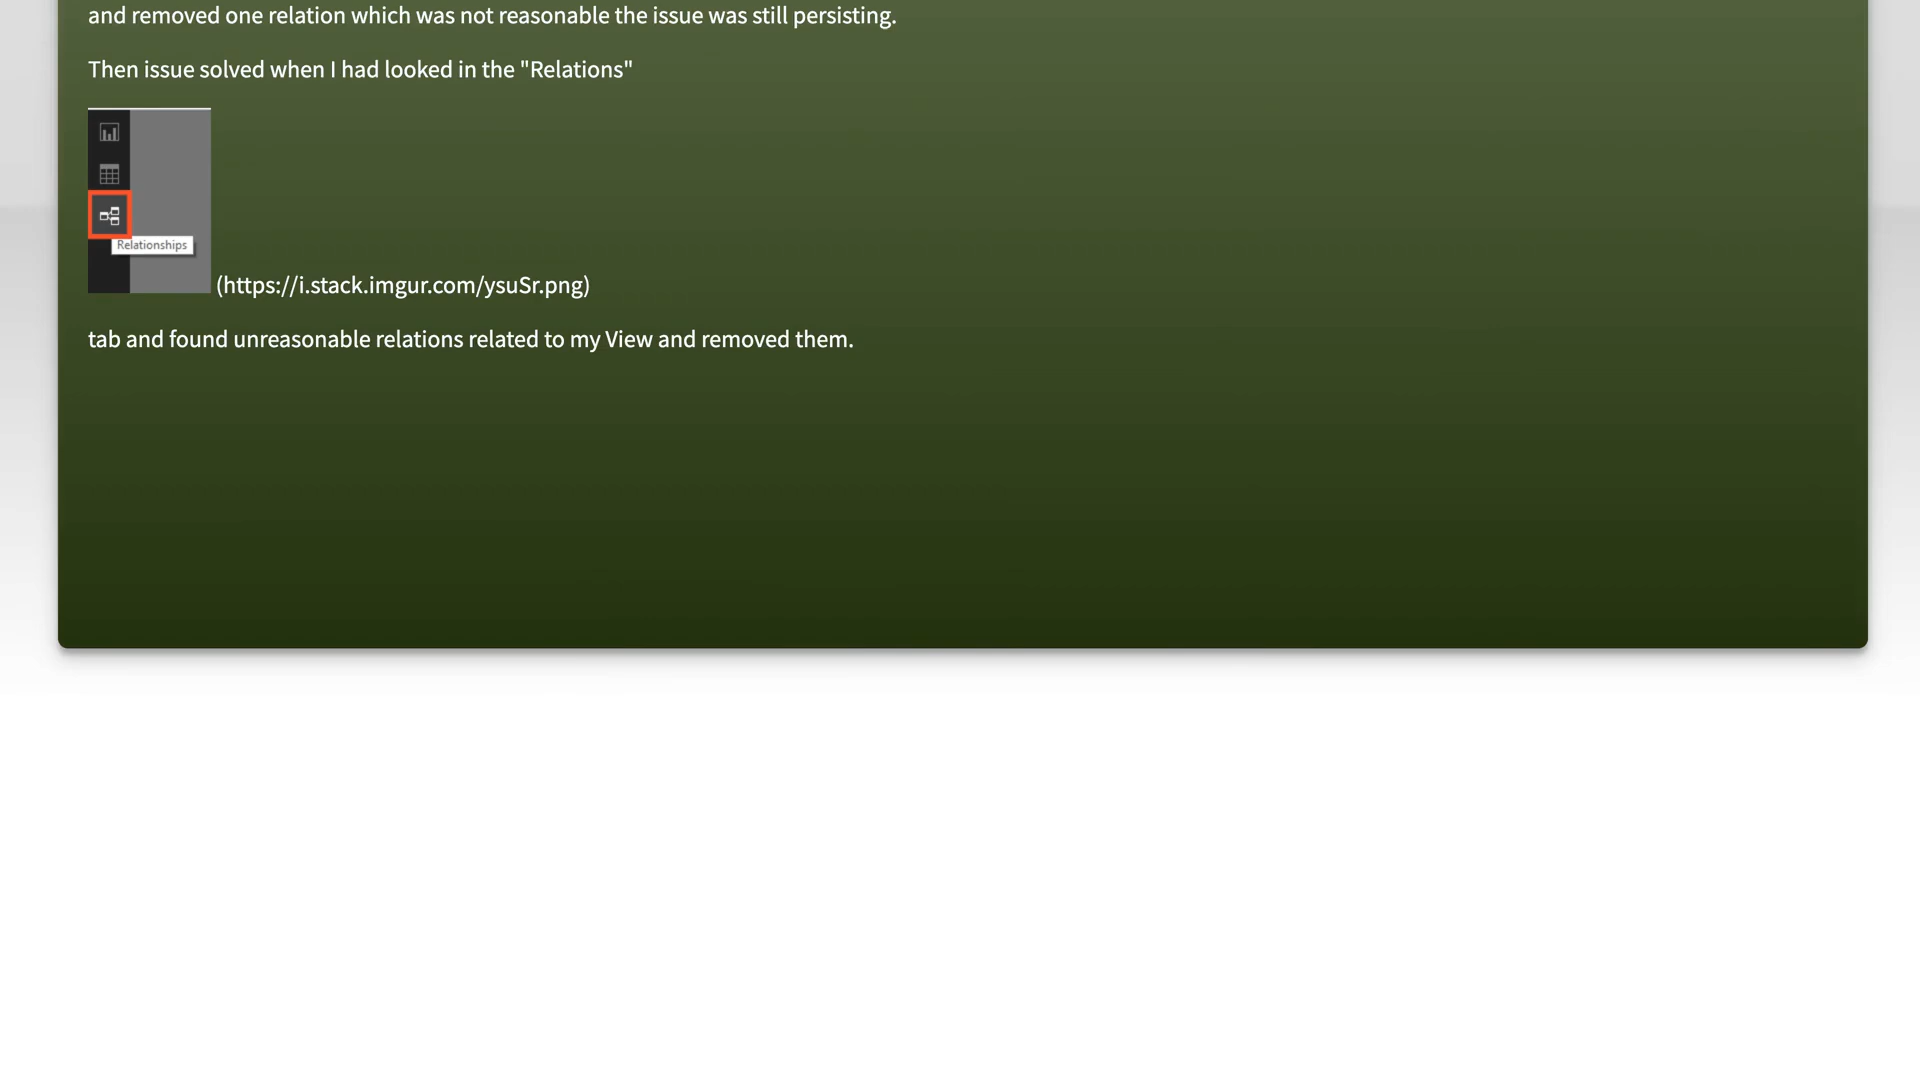 and removed one relation which was not reasonable the issue was still persisting.
Then issue solved when I had looked in the "Relations"
Relationships
(https://i.stack.imgur.com/ysuSr.png)
tab and found unreasonable relations related to my View and removed them.